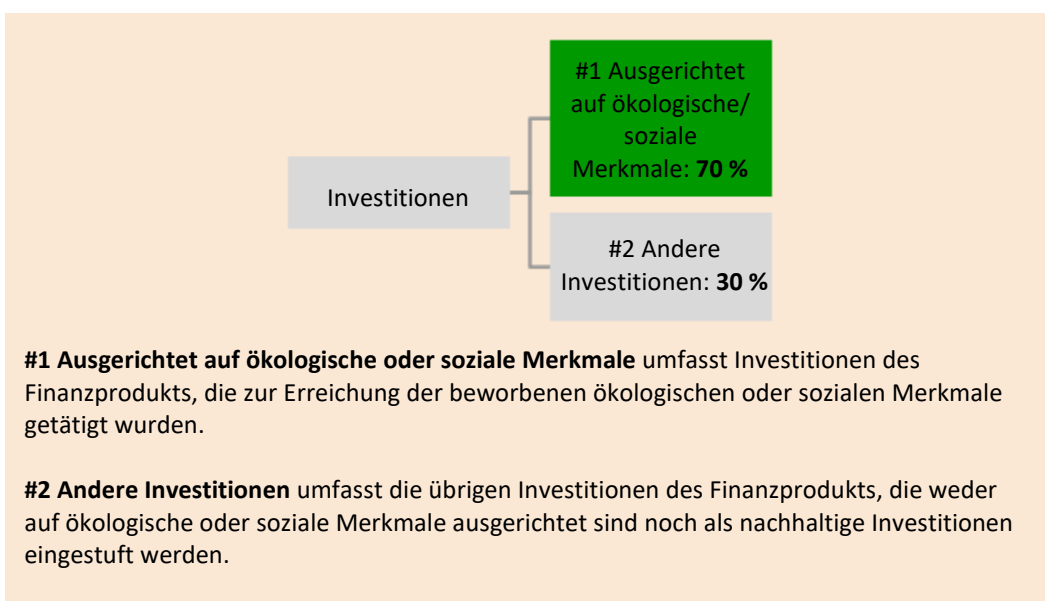 #1 Ausgerichtet
auf ökologische/
soziale
Merkmale: 70 %
Investitionen
#2 Andere
Investitionen: 30 %
#1 Ausgerichtet auf ökologische oder soziale Merkmale umfasst Investitionen des
Finanzprodukts, die zur Erreichung der beworbenen ökologischen oder sozialen Merkmale
getätigt wurden.
#2 Andere Investitionen umfasst die übrigen Investitionen des Finanzprodukts, die weder
auf ökologische oder soziale Merkmale ausgerichtet sind noch als nachhaltige Investitionen
eingestuft werden.